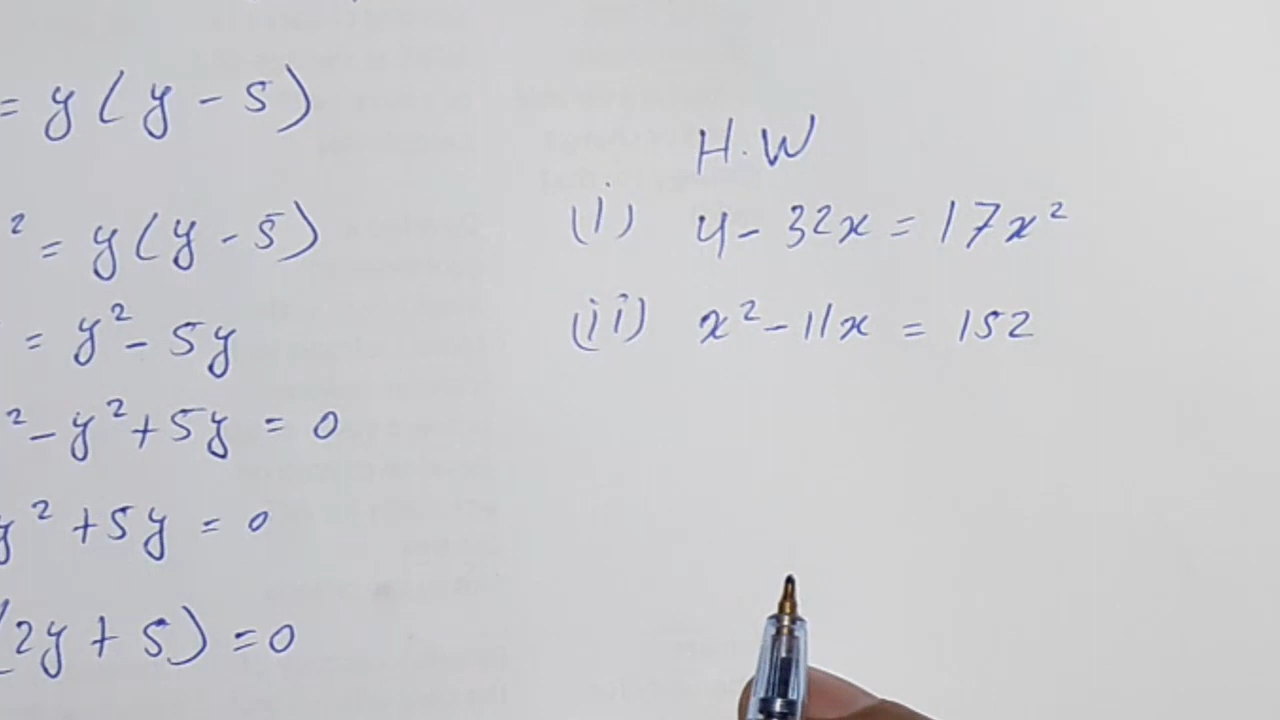 = y (y - 5)
² = y(y - 5)
= y² - 5y
² - y² + 5y = 0
y² + 5y = 0
(2y + 5) = 0
H.W
(i) 4 - 32x = 17x²
(ii) x² - 11x = 152